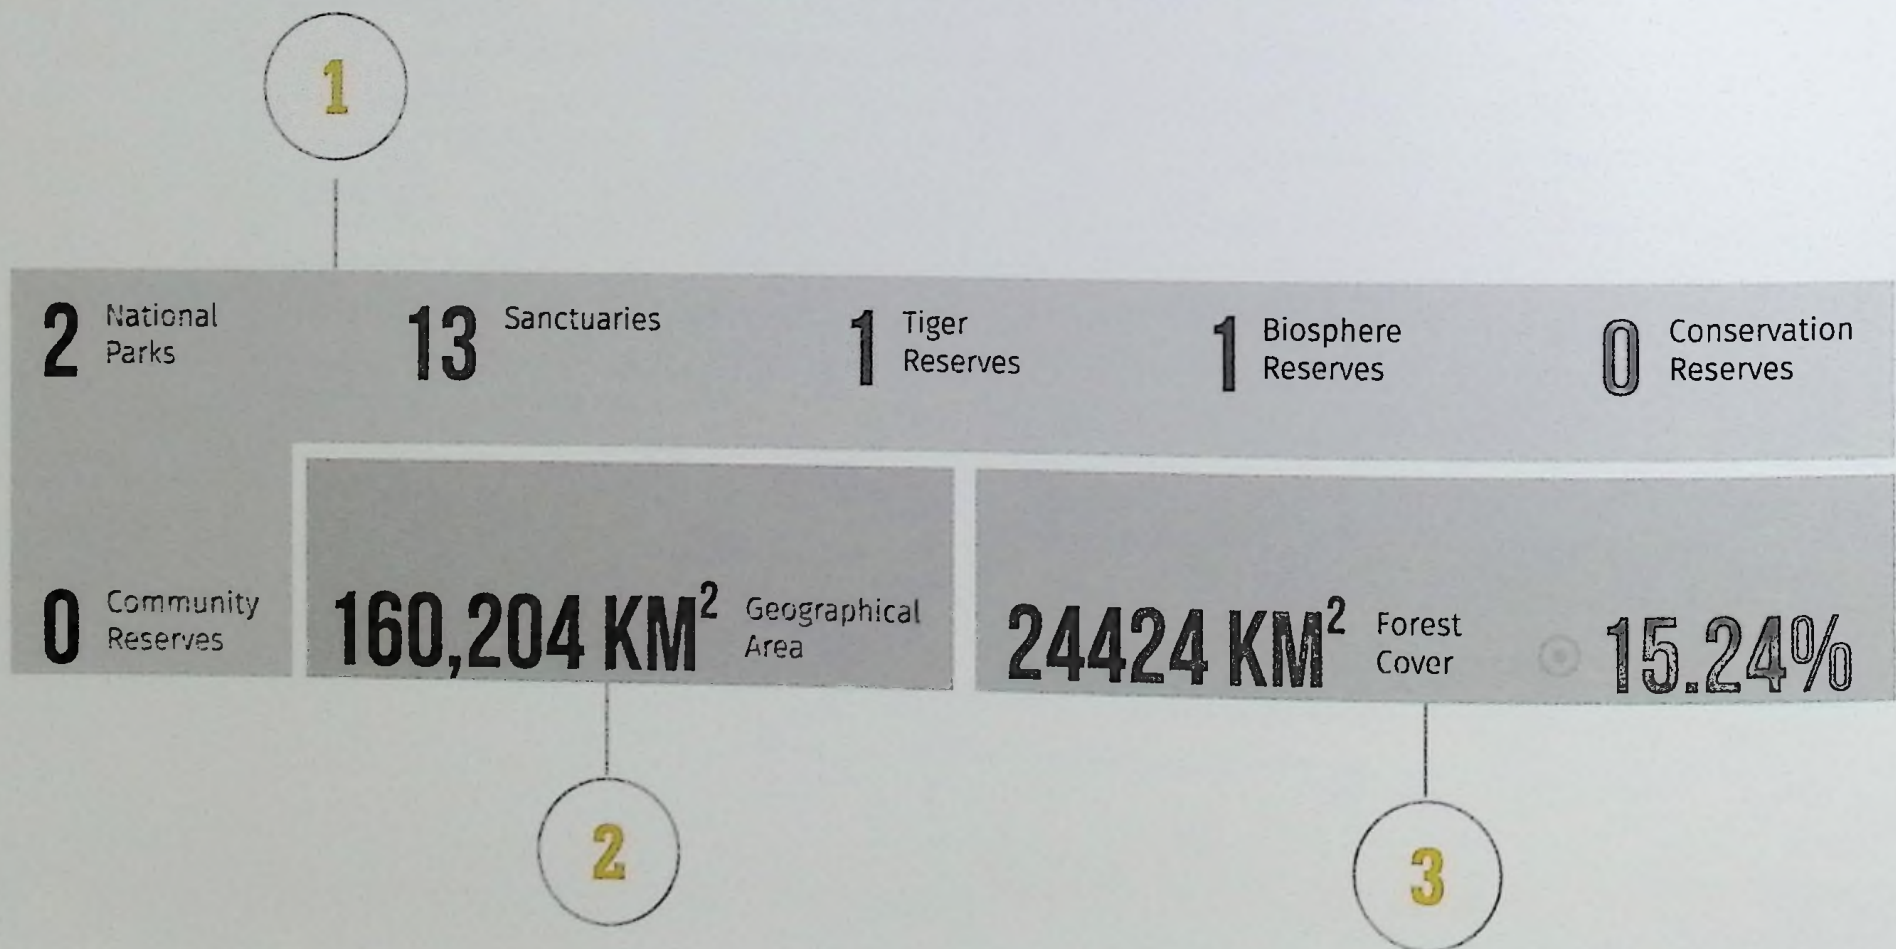 1
2 National Parks
13 Sanctuaries
1 Tiger Reserves
1 Biosphere Reserves
0 Conservation Reserves
0 Community Reserves
160,204 KM² Geographical Area
24424 KM² Forest Cover
15.24%
2
3